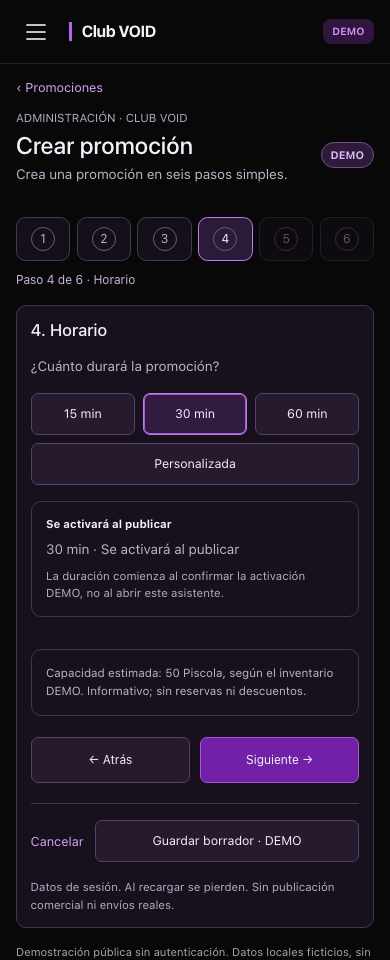 Club VOID
DEMO
‹ Promociones
ADMINISTRACIÓN · CLUB VOID
Crear promoción
DEMO
Crea una promoción en seis pasos simples.
1 2 3 4 5 6
Paso 4 de 6 · Horario
4. Horario
¿Cuánto durará la promoción?
15 min 30 min 60 min
Personalizada
Se activará al publicar
30 min · Se activará al publicar
La duración comienza al confirmar la activación
DEMO, no al abrir este asistente.
Capacidad estimada: 50 Piscola, según el inventario
DEMO. Informativo; sin reservas ni descuentos.
← Atrás Siguiente →
Cancelar Guardar borrador · DEMO
Datos de sesión. Al recargar se pierden. Sin publicación
comercial ni envíos reales.
Demostración pública sin autenticación. Datos locales ficticios, sin